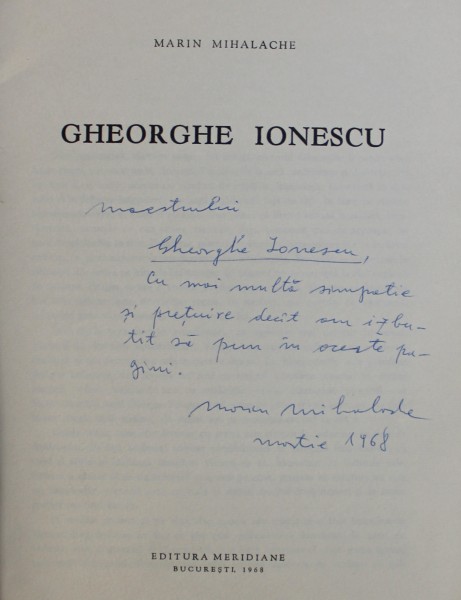 MARIN MIHALACHE
GHEORGHE IONESCU
maestrului
Gheorghe Ionescu,
Cu mai multă simpatie
și prețuire decît am izbu-
tit să pun în aceste pa-
gini.
Marin Mihalache
martie 1968
EDITURA MERIDIANE
BUCUREȘTI, 1968